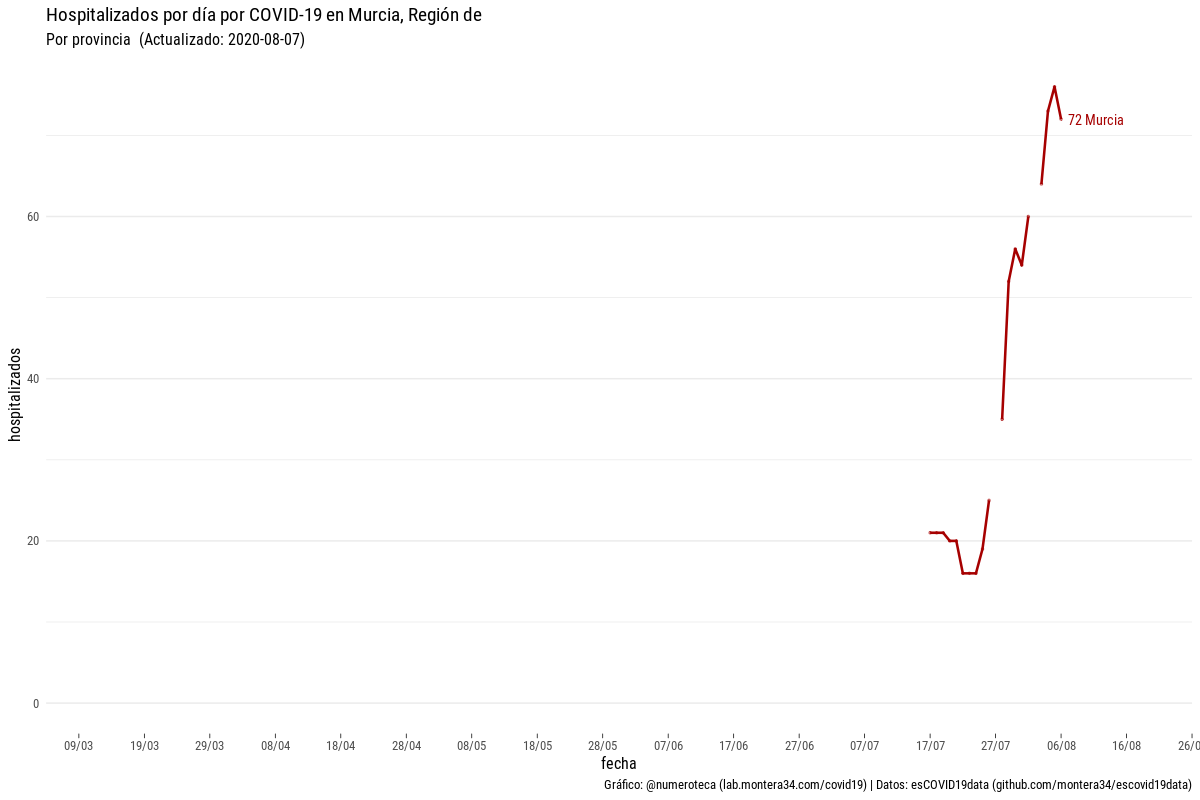 Hospitalizados por día por COVID-19 en Murcia, Región de
Por provincia  (Actualizado: 2020-08-07)
72 Murcia
60
40
20
0
hospitalizados
09/03 19/03 29/03 08/04 18/04 28/04 08/05 18/05 28/05 07/06 17/06 27/06 07/07 17/07 27/07 06/08 16/08 26/0
fecha
Gráfico: @numeroteca (lab.montera34.com/covid19) | Datos: esCOVID19data (github.com/montera34/escovid19data)